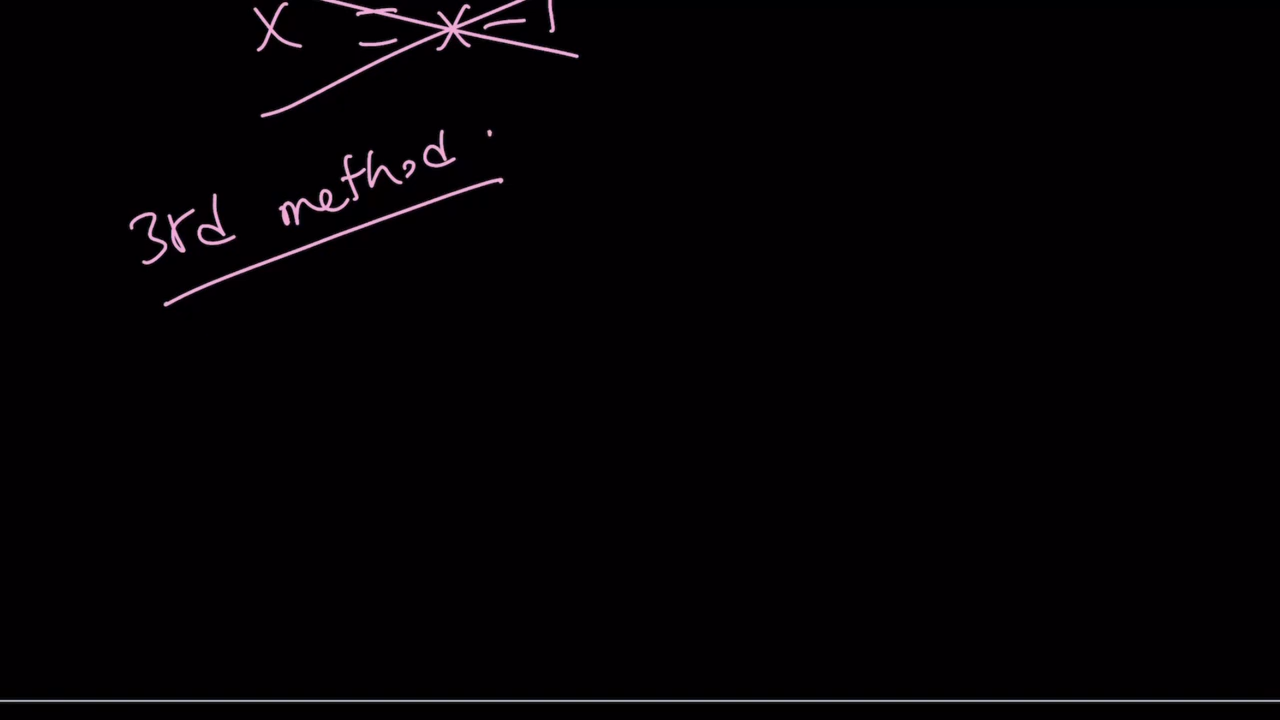 x = x - 1
3rd method.